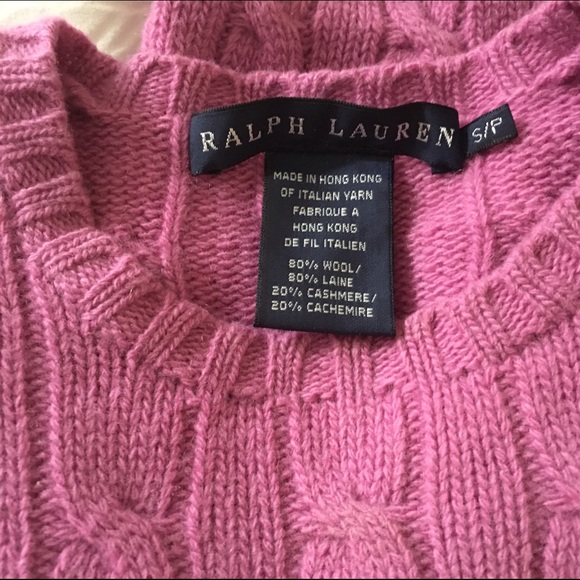 RALPH LAUREN
S/P
MADE IN HONG KONG
OF ITALIAN YARN
FABRIQUE A
HONG KONG
DE FIL ITALIEN
80% WOOL/
80% LAINE
20% CASHMERE/
20% CACHEMIRE